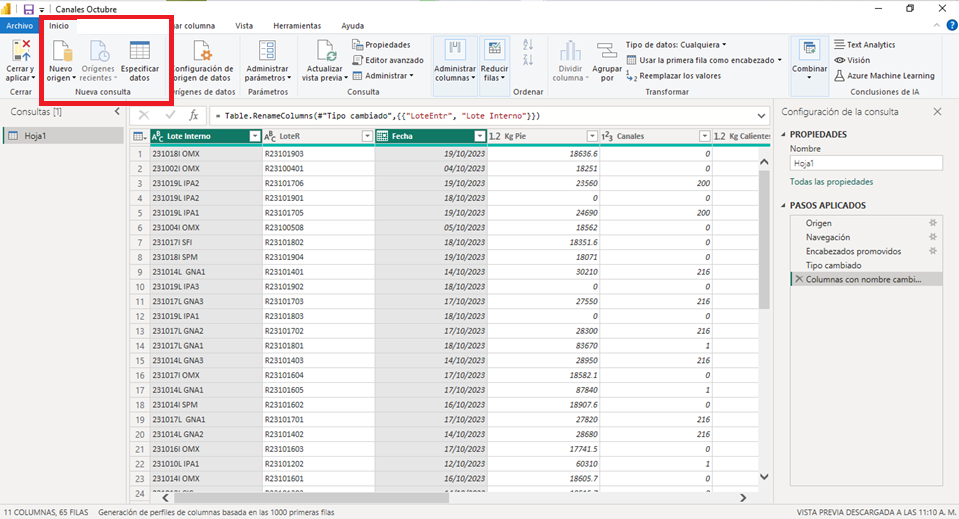 Canales Octubre
Archivo Inicio ar columna Vista Herramientas Ayuda
Cerrar y aplicar
Cerrar
Nuevo origen
Orígenes recientes
Especificar datos
Nueva consulta
Configuración de origen de datos
rígenes de datos
Administrar parámetros
Parámetros
Actualizar vista previa
Propiedades
Editor avanzado
Administrar
Consulta
Administrar columnas
Reducir filas
Ordenar
Dividir columna
Agrupar por
Tipo de datos: Cualquiera
Usar la primera fila como encabezado
Reemplazar los valores
Transformar
Combinar
Text Analytics
Visión
Azure Machine Learning
Conclusiones de IA
Consultas [1]
Hoja1
= Table.RenameColumns(#"Tipo cambiado",{{"LoteEntr", "Lote Interno"}})
Lote Interno LoteR Fecha 1.2 Kg Pie 123 Canales 1.2 Kg Calientes
1 231018I OMX R23101903 19/10/2023 18636.6 0
2 231002I OMX R23100401 04/10/2023 18251 0
3 231019L IPA2 R23101706 19/10/2023 23560 200
4 231019L IPA2 R23101901 18/10/2023 0 0
5 231019L IPA1 R23101705 19/10/2023 24690 200
6 231004I OMX R23100508 05/10/2023 18562 0
7 231017I SFI R23101802 18/10/2023 18351.6 0
8 231018I SPM R23101904 19/10/2023 18071 0
9 231014L GNA1 R23101401 14/10/2023 30210 216
10 231019L IPA3 R23101902 18/10/2023 0 0
11 231017L GNA3 R23101703 17/10/2023 27550 216
12 231019L IPA1 R23101803 18/10/2023 0 0
13 231017L GNA2 R23101702 17/10/2023 28300 216
14 231017L GNA1 R23101801 18/10/2023 83670 1
15 231014L GNA3 R23101403 14/10/2023 28950 216
16 231017I OMX R23101604 17/10/2023 18582.1 0
17 231014L GNA1 R23101605 17/10/2023 87840 1
18 231014I SPM R23101602 16/10/2023 18907.6 0
19 231017L GNA1 R23101701 17/10/2023 27820 216
20 231014L GNA2 R23101402 14/10/2023 28680 216
21 231016I OMX R23101603 17/10/2023 17741.5 0
22 231010L IPA1 R23101202 12/10/2023 60310 1
23 231014I OMX R23101601 16/10/2023 18605.7 0
24
Configuración de la consulta
PROPIEDADES
Nombre
Hoja1
Todas las propiedades
PASOS APLICADOS
Origen
Navegación
Encabezados promovidos
Tipo cambiado
Columnas con nombre cambi...
11 COLUMNAS, 65 FILAS Generación de perfiles de columnas basada en las 1000 primeras filas VISTA PREVIA DESCARGADA A LAS 11:10 A. M.